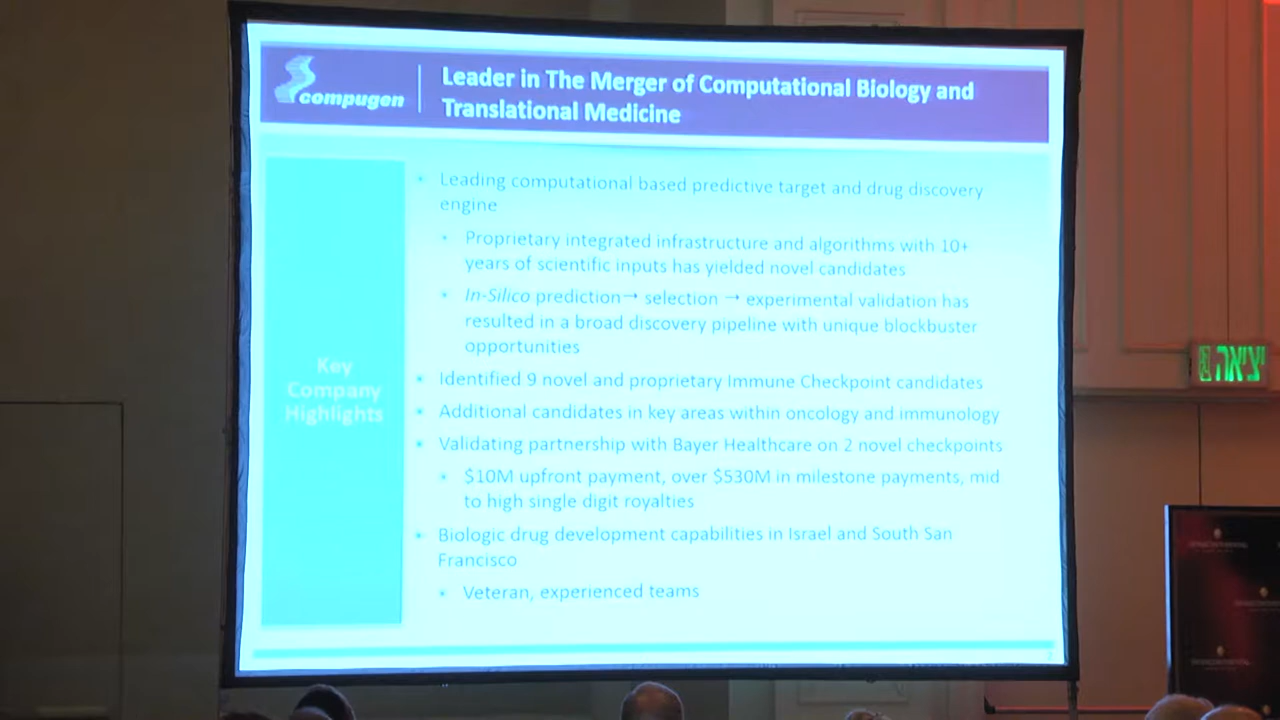 compugen
Leader in The Merger of Computational Biology and
Translational Medicine
Key
Company
Highlights
Leading computational based predictive target and drug discovery
engine
Proprietary integrated infrastructure and algorithms with 10+
years of scientific inputs has yielded novel candidates
In-Silico prediction→ selection → experimental validation has
resulted in a broad discovery pipeline with unique blockbuster
opportunities
Identified 9 novel and proprietary Immune Checkpoint candidates
Additional candidates in key areas within oncology and immunology
Validating partnership with Bayer Healthcare on 2 novel checkpoints
$10M upfront payment, over $530M in milestone payments, mid
to high single digit royalties
Biologic drug development capabilities in Israel and South San
Francisco
Veteran, experienced teams
יציאה